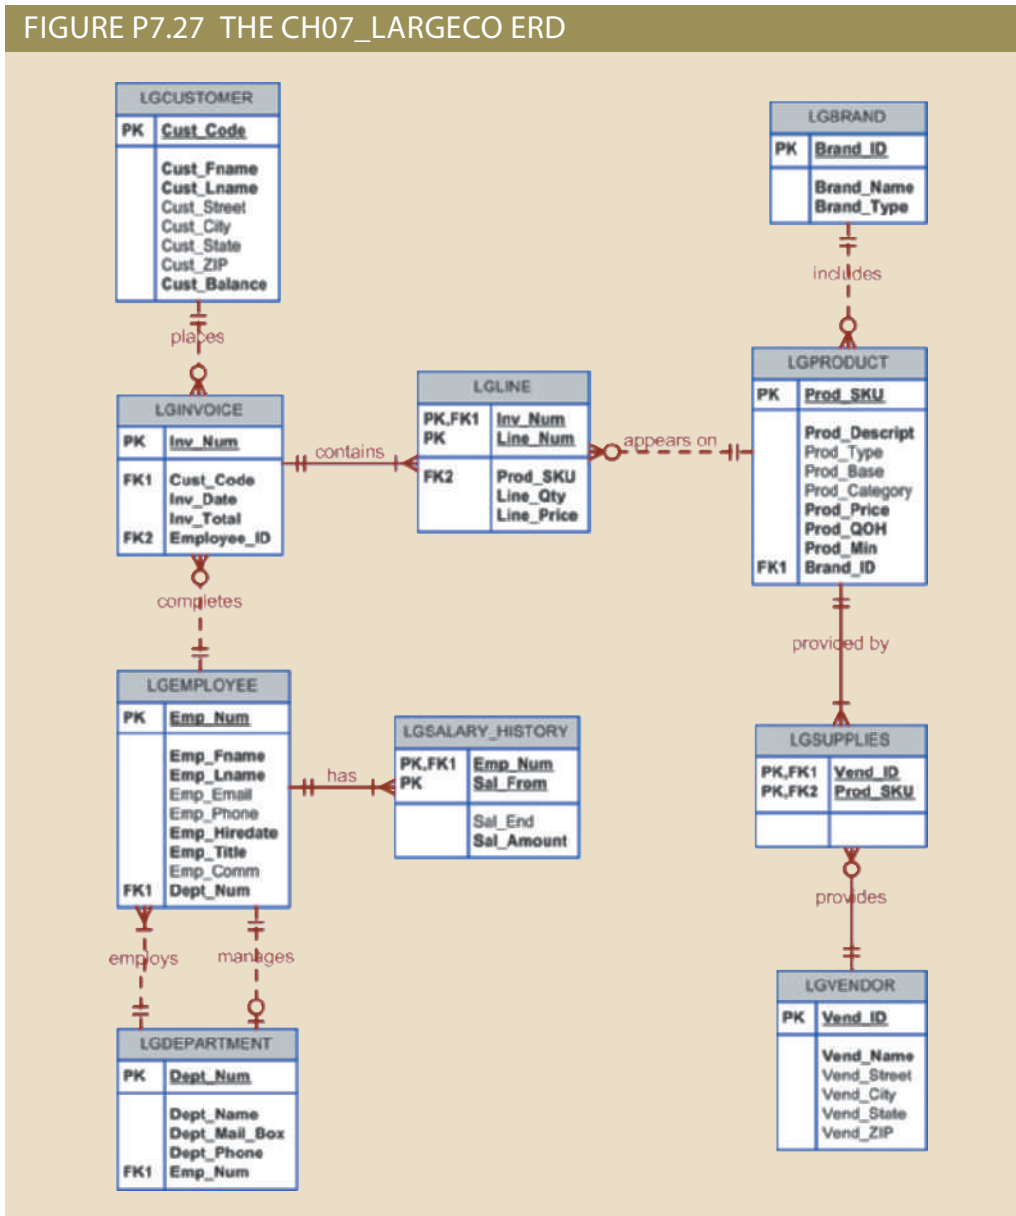 FIGURE P7.27 THE CH07_LARGECO ERD
LGCUSTOMER
PK Cust_Code
Cust_Fname
Cust_Lname
Cust_Street
Cust_City
Cust_State
Cust_ZIP
Cust_Balance
places
LGBRAND
PK Brand_ID
Brand_Name
Brand_Type
includes
LGINVOICE
PK Inv_Num
FK1 Cust_Code
Inv_Date
Inv_Total
FK2 Employee_ID
contains
LGLINE
PK,FK1 Inv_Num
PK Line_Num
FK2 Prod_SKU
Line_Qty
Line_Price
appears on
LGPRODUCT
PK Prod_SKU
Prod_Descript
Prod_Type
Prod_Base
Prod_Category
Prod_Price
Prod_QOH
Prod_Min
FK1 Brand_ID
completes
provided by
LGEMPLOYEE
PK Emp_Num
Emp_Fname
Emp_Lname
Emp_Email
Emp_Phone
Emp_Hiredate
Emp_Title
Emp_Comm
FK1 Dept_Num
has
LGSALARY_HISTORY
PK,FK1 Emp_Num
PK Sal_From
Sal_End
Sal_Amount
LGSUPPLIES
PK,FK1 Vend_ID
PK,FK2 Prod_SKU
provides
employs
manages
LGDEPARTMENT
PK Dept_Num
Dept_Name
Dept_Mail_Box
Dept_Phone
FK1 Emp_Num
LGVENDOR
PK Vend_ID
Vend_Name
Vend_Street
Vend_City
Vend_State
Vend_ZIP